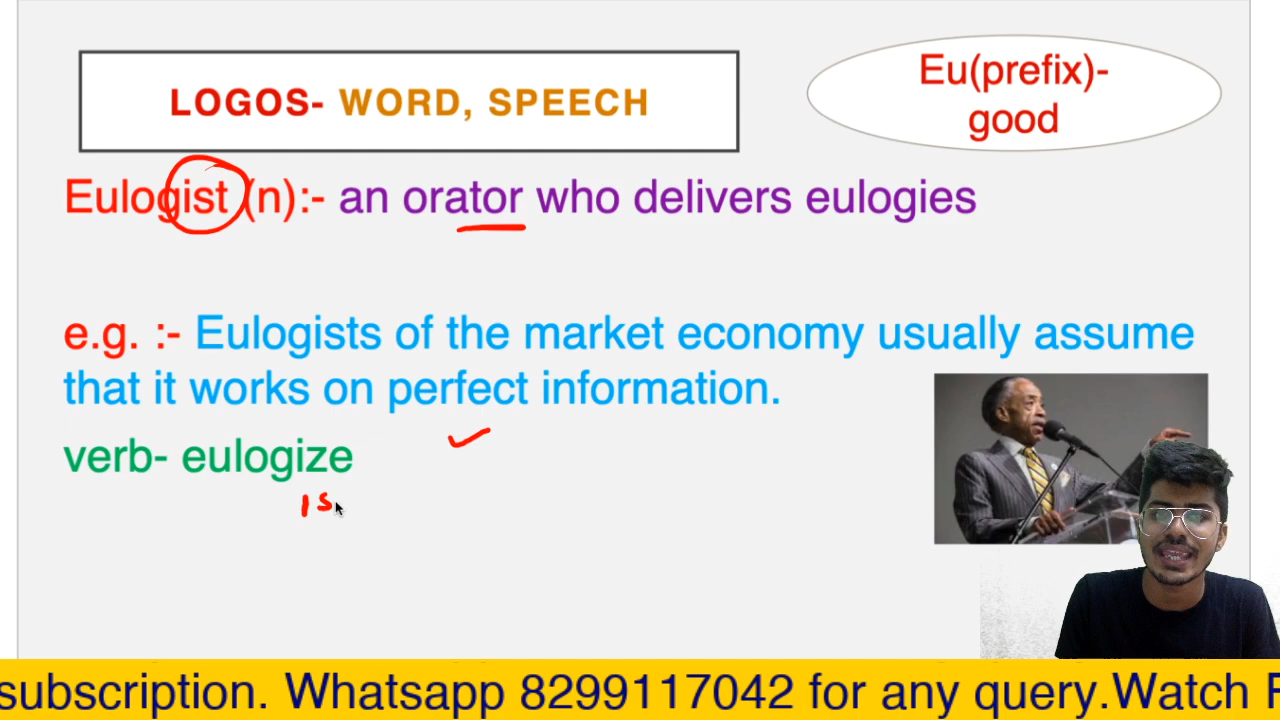 LOGOS- WORD, SPEECH
Eu(prefix)-
good
Eulogist (n):- an orator who delivers eulogies
e.g. :- Eulogists of the market economy usually assume
that it works on perfect information.
verb- eulogize
is
subscription. Whatsapp 8299117042 for any query.Watch F